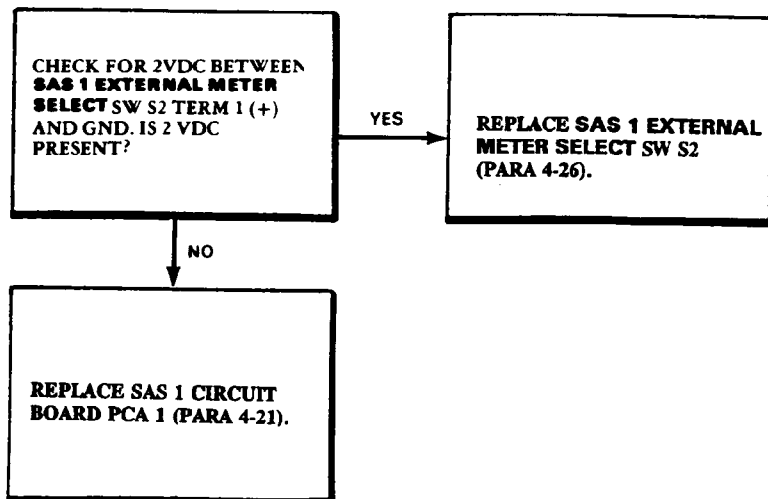 CHECK FOR 2VDC BETWEEN
SAS 1 EXTERNAL METER
SELECT SW S2 TERM 1 (+)
AND GND. IS 2 VDC
PRESENT?
YES
REPLACE SAS 1 EXTERNAL
METER SELECT SW S2
(PARA 4-26).
NO
REPLACE SAS 1 CIRCUIT
BOARD PCA 1 (PARA 4-21).